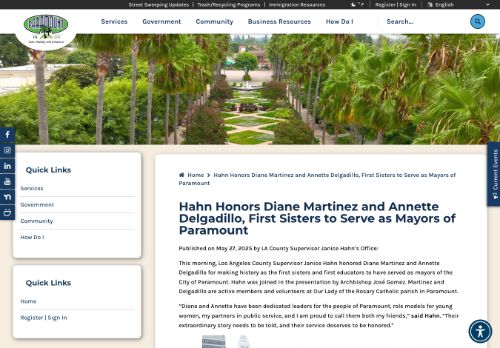 Street Sweeping Updates | Trash/Recycling Programs | Immigration Resources
° F | Register | Sign In | English
PARAMOUNT
Services Government Community Business Resources How Do I Search...
Current Events
Quick Links
Services
Government
Community
How Do I
Quick Links
Home
Register | Sign In
Home > Hahn Honors Diane Martinez and Annette Delgadillo, First Sisters to Serve as Mayors of
Paramount
Hahn Honors Diane Martinez and Annette
Delgadillo, First Sisters to Serve as Mayors of
Paramount
Published on May 27, 2025 by LA County Supervisor Janice Hahn's Office:
This morning, Los Angeles County Supervisor Janice Hahn honored Diane Martinez and Annette
Delgadillo for making history as the first sisters and first educators to have served as mayors of the
City of Paramount. Hahn was joined in the presentation by Archbishop José Gomez. Martinez and
Delgadillo are active members and volunteers at Our Lady of the Rosary Catholic parish in Paramount.
"Diane and Annette have been dedicated leaders for the people of Paramount, role models for young
women, my partners in public service, and I am proud to call them both my friends," said Hahn. "Their
extraordinary story needs to be told, and their service deserves to be honored."